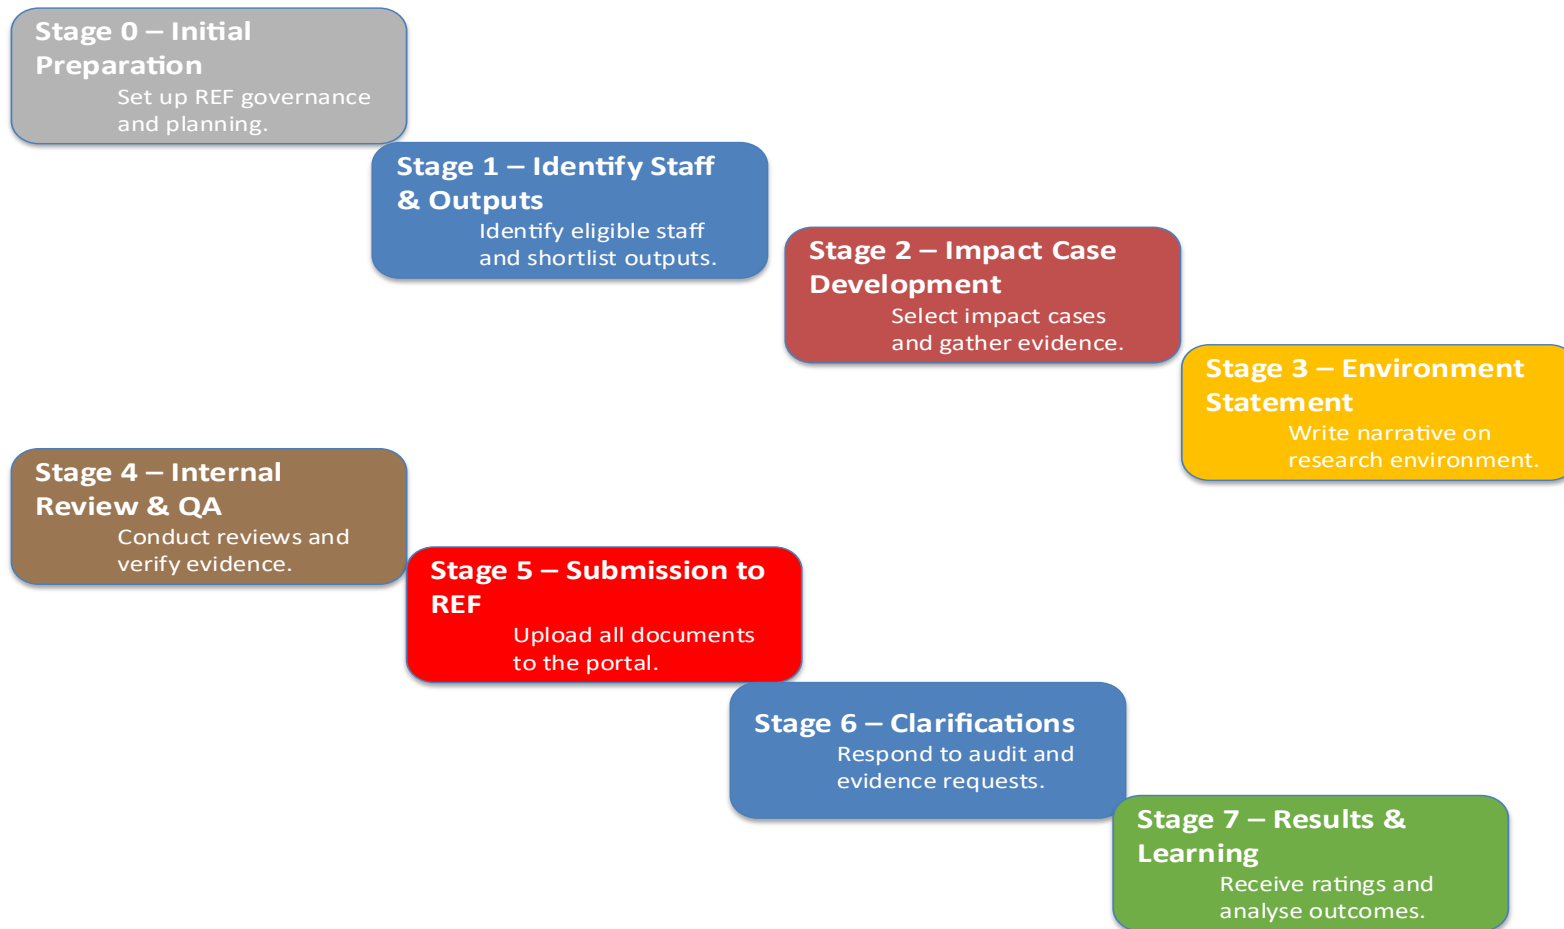 Stage 0 – Initial
Preparation
Set up REF governance
and planning.
Stage 1 – Identify Staff
& Outputs
Identify eligible staff
and shortlist outputs.
Stage 2 – Impact Case
Development
Select impact cases
and gather evidence.
Stage 3 – Environment
Statement
Write narrative on
research environment.
Stage 4 – Internal
Review & QA
Conduct reviews and
verify evidence.
Stage 5 – Submission to
REF
Upload all documents
to the portal.
Stage 6 – Clarifications
Respond to audit and
evidence requests.
Stage 7 – Results &
Learning
Receive ratings and
analyse outcomes.